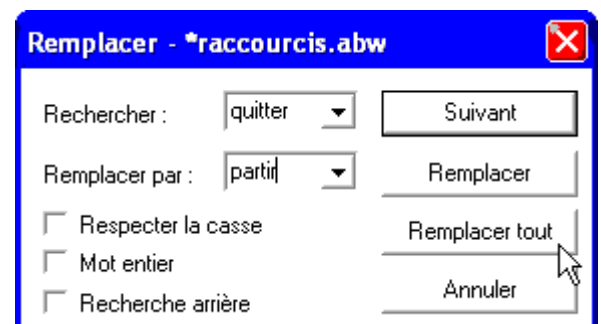 Remplacer - *raccourcis.abw
Rechercher : quitter Suivant
Remplacer par : partir Remplacer
Respecter la casse Remplacer tout
Mot entier
Recherche arrière Annuler